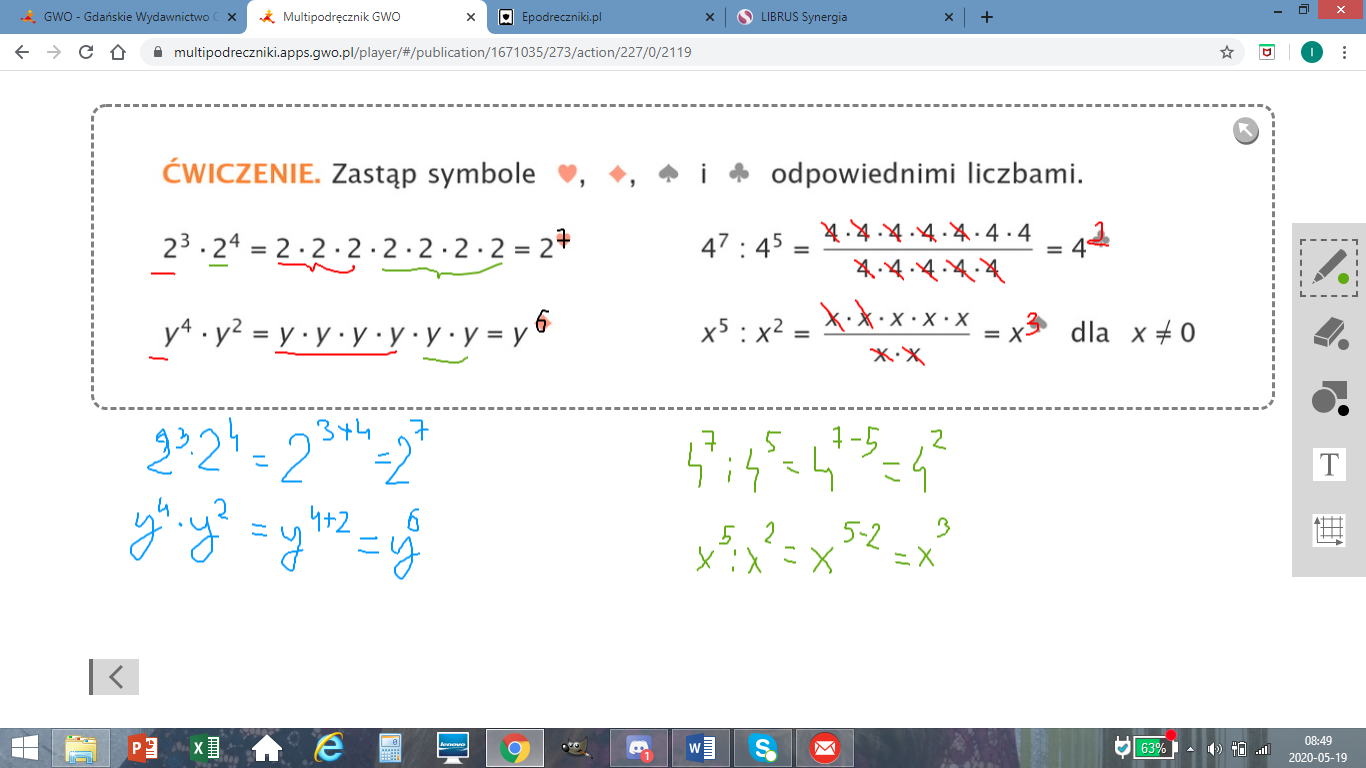 GWO - Gdańskie Wydawnictwo O
Multipodręcznik GWO
Epodreczniki.pl
LIBRUS Synergia
multipodreczniki.apps.gwo.pl/player/#/publication/1671035/273/action/227/0/2119
I
ĆWICZENIE. Zastąp symbole ♥, ♦, ♠ i ♣ odpowiednimi liczbami.
2³ · 2⁴ = 2 · 2 · 2 · 2 · 2 · 2 · 2 = 2⁷
4⁷ : 4⁵ = (4 · 4 · 4 · 4 · 4 · 4 · 4) / (4 · 4 · 4 · 4 · 4) = 4²
y⁴ · y² = y · y · y · y · y · y = y⁶
x⁵ : x² = (x · x · x · x · x) / (x · x) = x³ dla x ≠ 0
2³ · 2⁴ = 2³⁺⁴ = 2⁷
4⁷ : 4⁵ = 4⁷⁻⁵ = 4²
y⁴ · y² = y⁴⁺² = y⁶
x⁵ : x² = x⁵⁻² = x³
T
lenovo
1
63%
08:49
2020-05-19